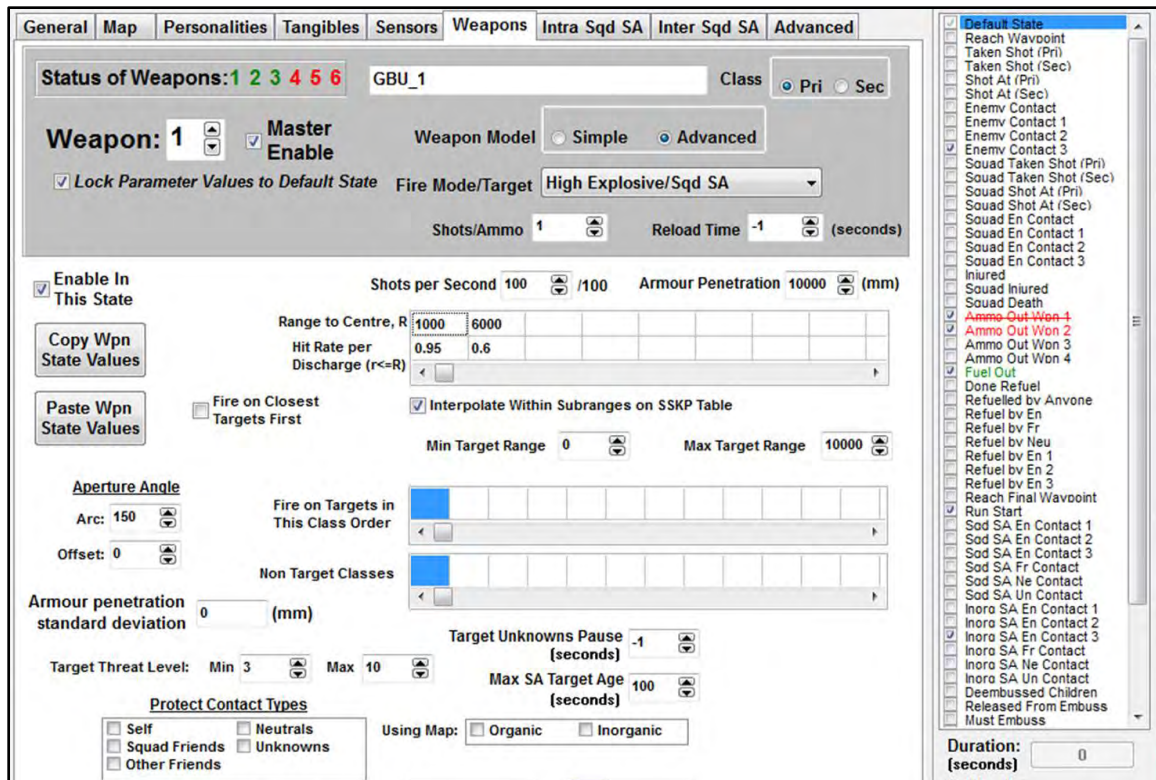 General Map Personalities Tangibles Sensors Weapons Intra Sqd SA Inter Sqd SA Advanced
Status of Weapons: 1 2 3 4 5 6 GBU_1 Class Pri Sec
Weapon: 1 Master Enable Weapon Model Simple Advanced
Lock Parameter Values to Default State Fire Mode/Target High Explosive/Sqd SA
Shots/Ammo 1 Reload Time -1 (seconds)
Enable In This State Shots per Second 100 /100 Armour Penetration 10000 (mm)
Copy Wpn State Values
Range to Centre, R 1000 6000
Hit Rate per Discharge (r<=R) 0.95 0.6
Paste Wpn State Values
Fire on Closest Targets First Interpolate Within Subranges on SSKP Table
Min Target Range 0 Max Target Range 10000
Aperture Angle
Arc: 150
Offset: 0
Fire on Targets in This Class Order
Non Target Classes
Armour penetration standard deviation 0 (mm)
Target Unknowns Pause (seconds) -1
Target Threat Level: Min 3 Max 10
Max SA Target Age (seconds) 100
Protect Contact Types
Self Neutrals
Squad Friends Unknowns
Other Friends
Using Map: Organic Inorganic
Default State
Reach Waypoint
Taken Shot (Pri)
Taken Shot (Sec)
Shot At (Pri)
Shot At (Sec)
Enemy Contact
Enemy Contact 1
Enemy Contact 2
Enemy Contact 3
Squad Taken Shot (Pri)
Squad Taken Shot (Sec)
Squad Shot At (Pri)
Squad Shot At (Sec)
Squad En Contact
Squad En Contact 1
Squad En Contact 2
Squad En Contact 3
Injured
Squad Injured
Squad Death
Ammo Out Wpn 1
Ammo Out Wpn 2
Ammo Out Wpn 3
Ammo Out Wpn 4
Fuel Out
Done Refuel
Refuelled by Anyone
Refuel by En
Refuel by Fr
Refuel by Neu
Refuel by En 1
Refuel by En 2
Refuel by En 3
Reach Final Waypoint
Run Start
Sqd SA En Contact 1
Sqd SA En Contact 2
Sqd SA En Contact 3
Sqd SA Fr Contact
Sqd SA Ne Contact
Sqd SA Un Contact
Inorg SA En Contact 1
Inorg SA En Contact 2
Inorg SA En Contact 3
Inorg SA Fr Contact
Inorg SA Ne Contact
Inorg SA Un Contact
Deembussed Children
Released From Embuss
Must Embuss
Duration: (seconds) 0